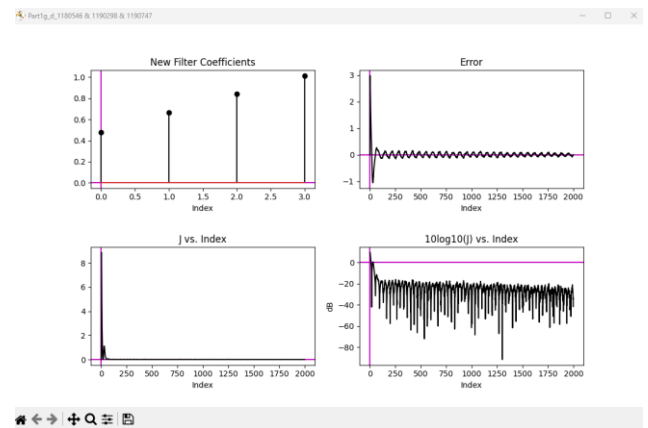 Part1g_d_1180546 & 1190298 & 1190747
New Filter Coefficients
1.0
0.8
0.6
0.4
0.2
0.0
0.0 0.5 1.0 1.5 2.0 2.5 3.0
Index
Error
3
2
1
0
−1
0 250 500 750 1000 1250 1500 1750 2000
Index
J vs. Index
8
6
4
2
0
0 250 500 750 1000 1250 1500 1750 2000
Index
10log10(J) vs. Index
dB
0
−20
−40
−60
−80
0 250 500 750 1000 1250 1500 1750 2000
Index